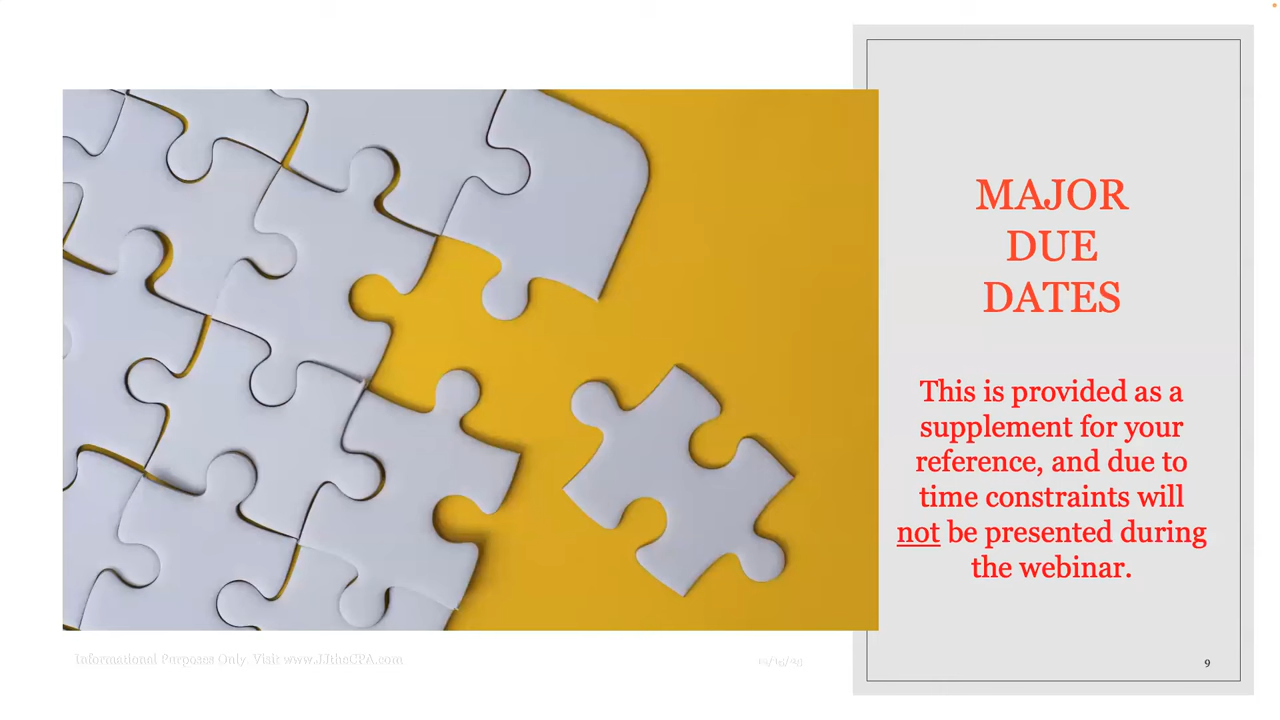 MAJOR
DUE
DATES
This is provided as a
supplement for your
reference, and due to
time constraints will
not be presented during
the webinar.
Informational Purposes Only. Visit www.JJtheCPA.com
9